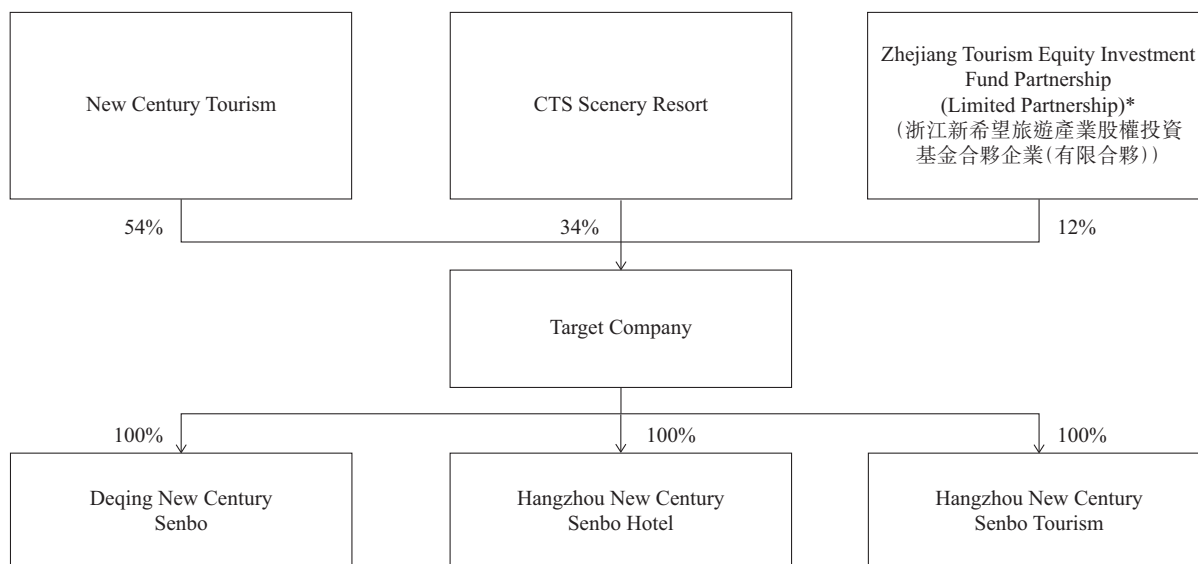 New Century Tourism
CTS Scenery Resort
Zhejiang Tourism Equity Investment
Fund Partnership
(Limited Partnership)*
(浙江新希望旅遊產業股權投資
基金合夥企業(有限合夥))
54%
34%
12%
Target Company
100%
100%
100%
Deqing New Century
Senbo
Hangzhou New Century
Senbo Hotel
Hangzhou New Century
Senbo Tourism